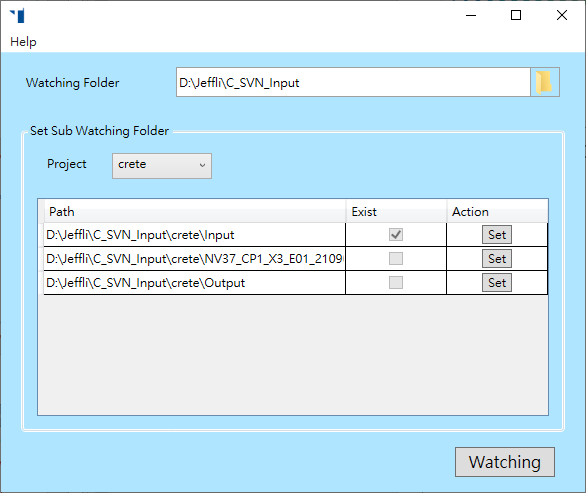 Help
Watching Folder D:\Jeffli\C_SVN_Input
Set Sub Watching Folder
Project crete
Path Exist Action
D:\Jeffli\C_SVN_Input\crete\Input Set
D:\Jeffli\C_SVN_Input\crete\NV37_CP1_X3_E01_2109 Set
D:\Jeffli\C_SVN_Input\crete\Output Set
Watching